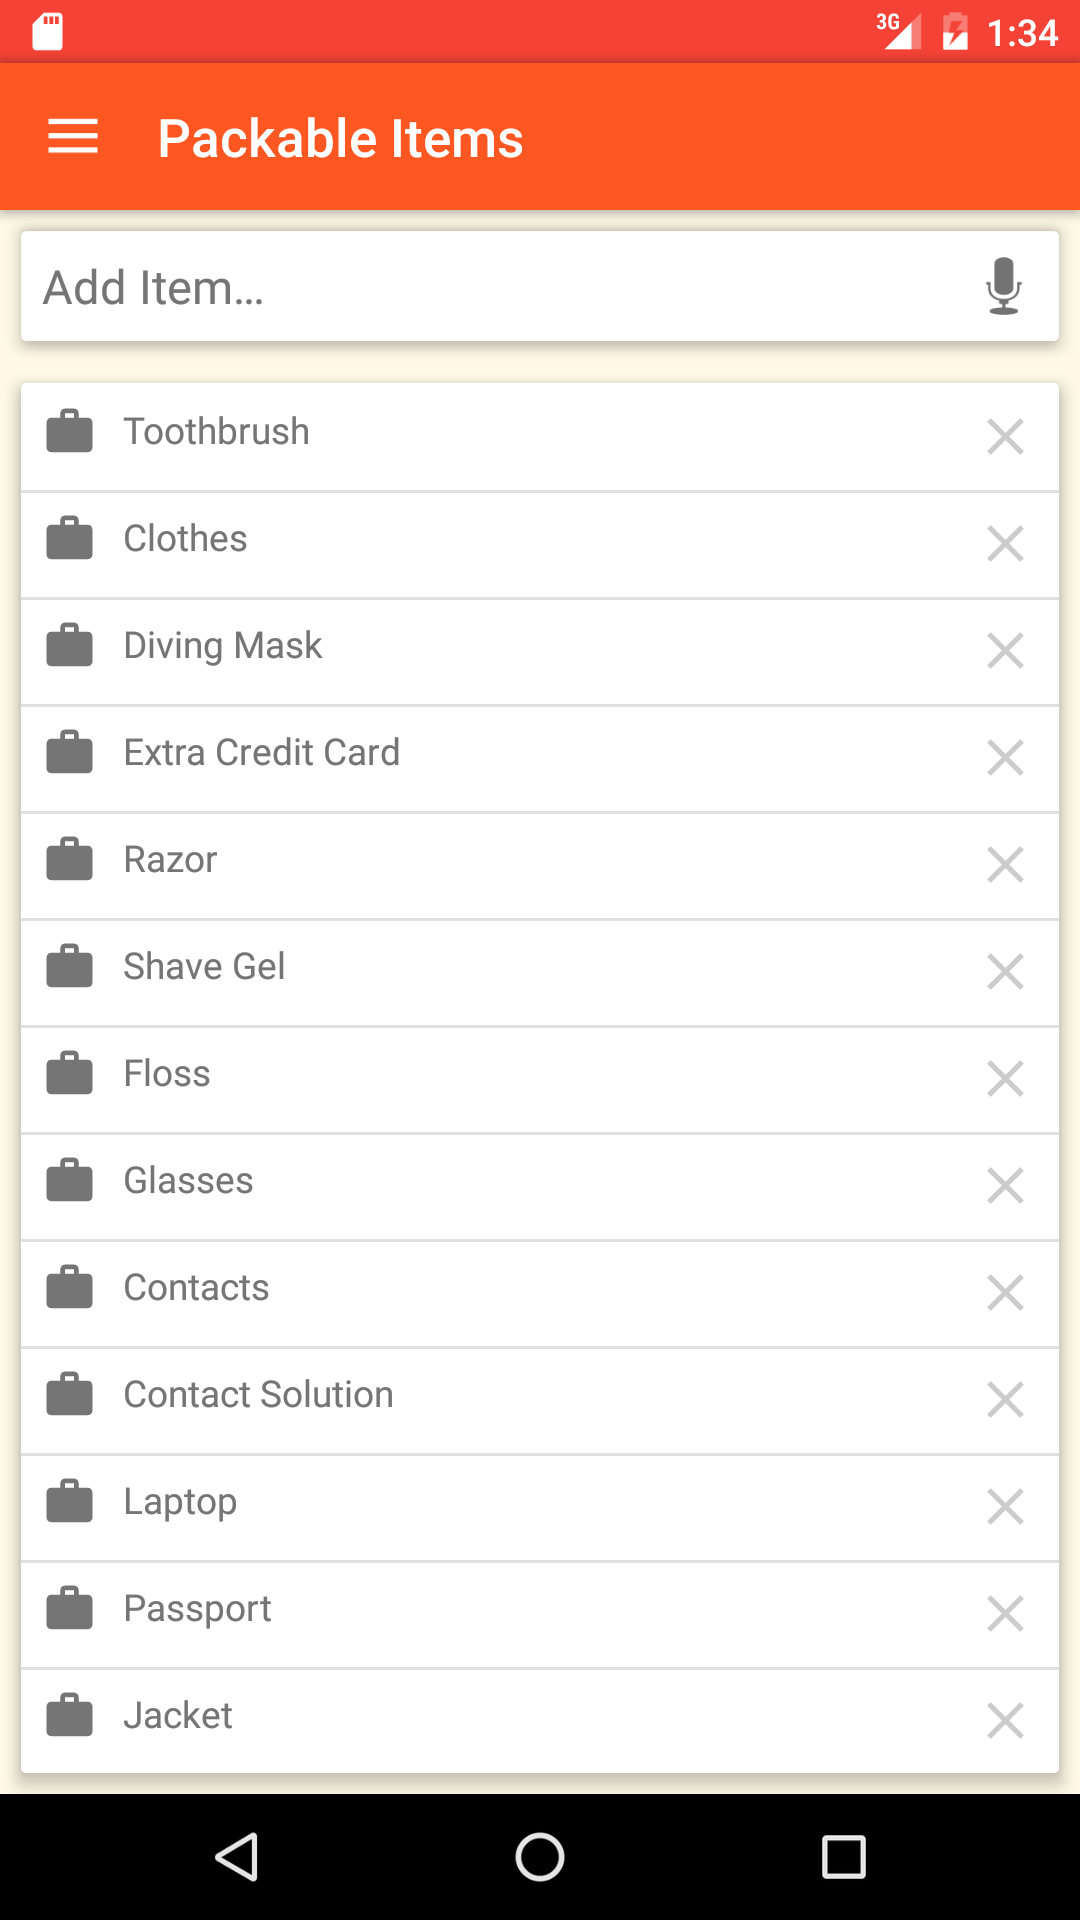 3G 1:34
Packable Items
Add Item...
Toothbrush
Clothes
Diving Mask
Extra Credit Card
Razor
Shave Gel
Floss
Glasses
Contacts
Contact Solution
Laptop
Passport
Jacket